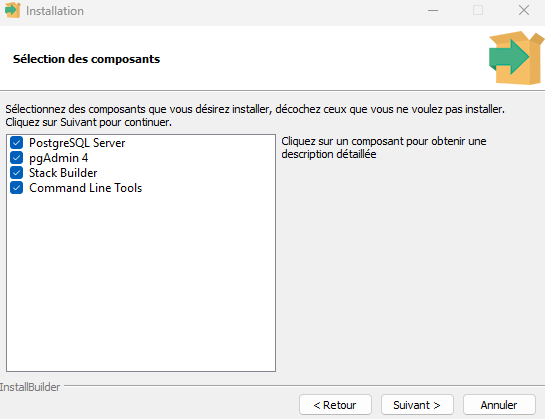 Installation
Sélection des composants
Sélectionnez des composants que vous désirez installer, décochez ceux que vous ne voulez pas installer.
Cliquez sur Suivant pour continuer.
PostgreSQL Server
pgAdmin 4
Stack Builder
Command Line Tools
Cliquez sur un composant pour obtenir une
description détaillée
InstallBuilder
< Retour
Suivant >
Annuler